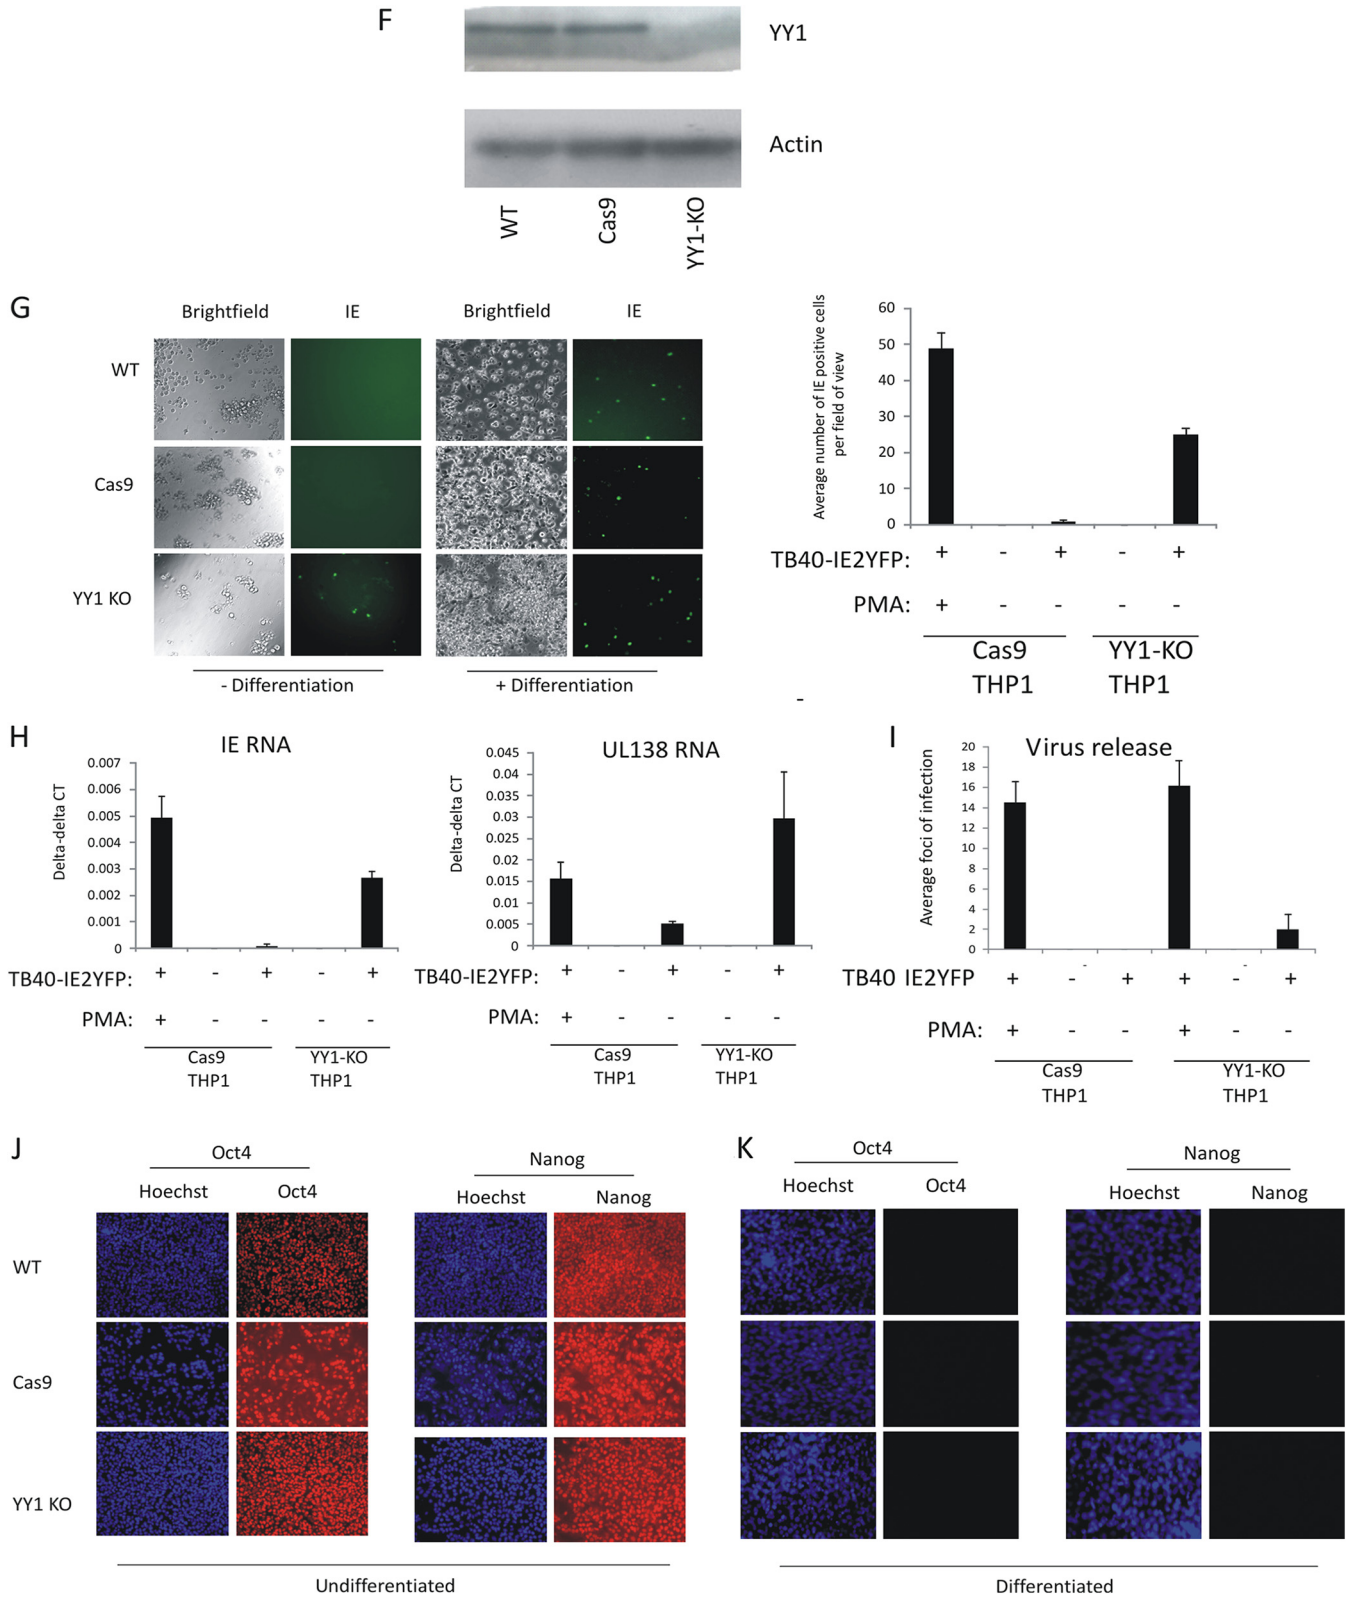 F
YY1
Actin
WT
Cas9
YY1-KO
G
Brightfield
IE
Brightfield
IE
WT
Cas9
YY1 KO
- Differentiation
+ Differentiation
Average number of IE positive cells
per field of view
60
50
40
30
20
10
0
TB40-IE2YFP: + - + - +
PMA: + - - - -
Cas9
THP1
YY1-KO
THP1
-
H
IE RNA
Delta-delta CT
0.007
0.006
0.005
0.004
0.003
0.002
0.001
0
TB40-IE2YFP: + - + - +
PMA: + - - - -
Cas9
THP1
YY1-KO
THP1
UL138 RNA
Delta-delta CT
0.045
0.04
0.035
0.03
0.025
0.02
0.015
0.01
0.005
0
TB40-IE2YFP: + - + - +
PMA: + - - - -
Cas9
THP1
YY1-KO
THP1
I
Virus release
Average foci of infection
20
18
16
14
12
10
8
6
4
2
0
- -
TB40 IE2YFP + - + + - +
PMA: + - - + - -
Cas9
THP1
YY1-KO
THP1
J
Oct4
Nanog
Hoechst
Oct4
Hoechst
Nanog
WT
Cas9
YY1 KO
Undifferentiated
K
Oct4
Nanog
Hoechst
Oct4
Hoechst
Nanog
Differentiated